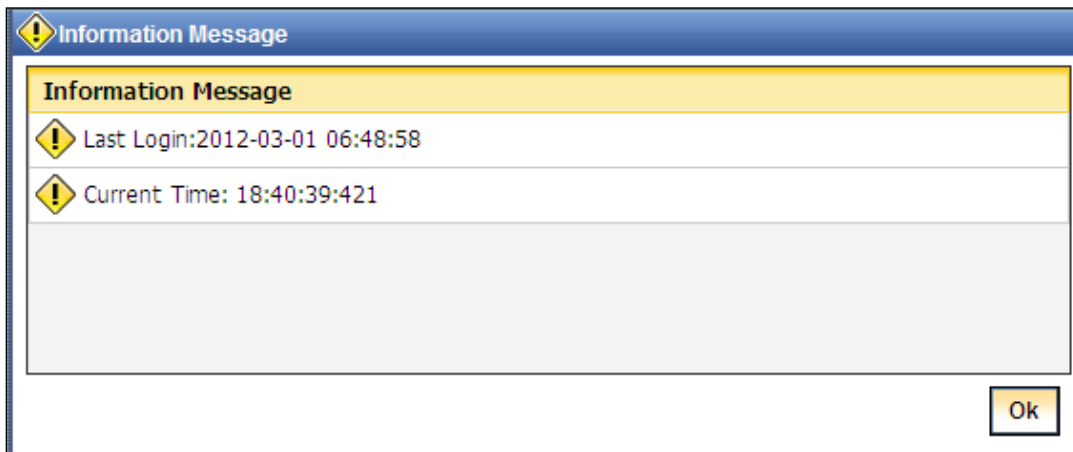 Information Message
Information Message
Last Login:2012-03-01 06:48:58
Current Time: 18:40:39:421
Ok